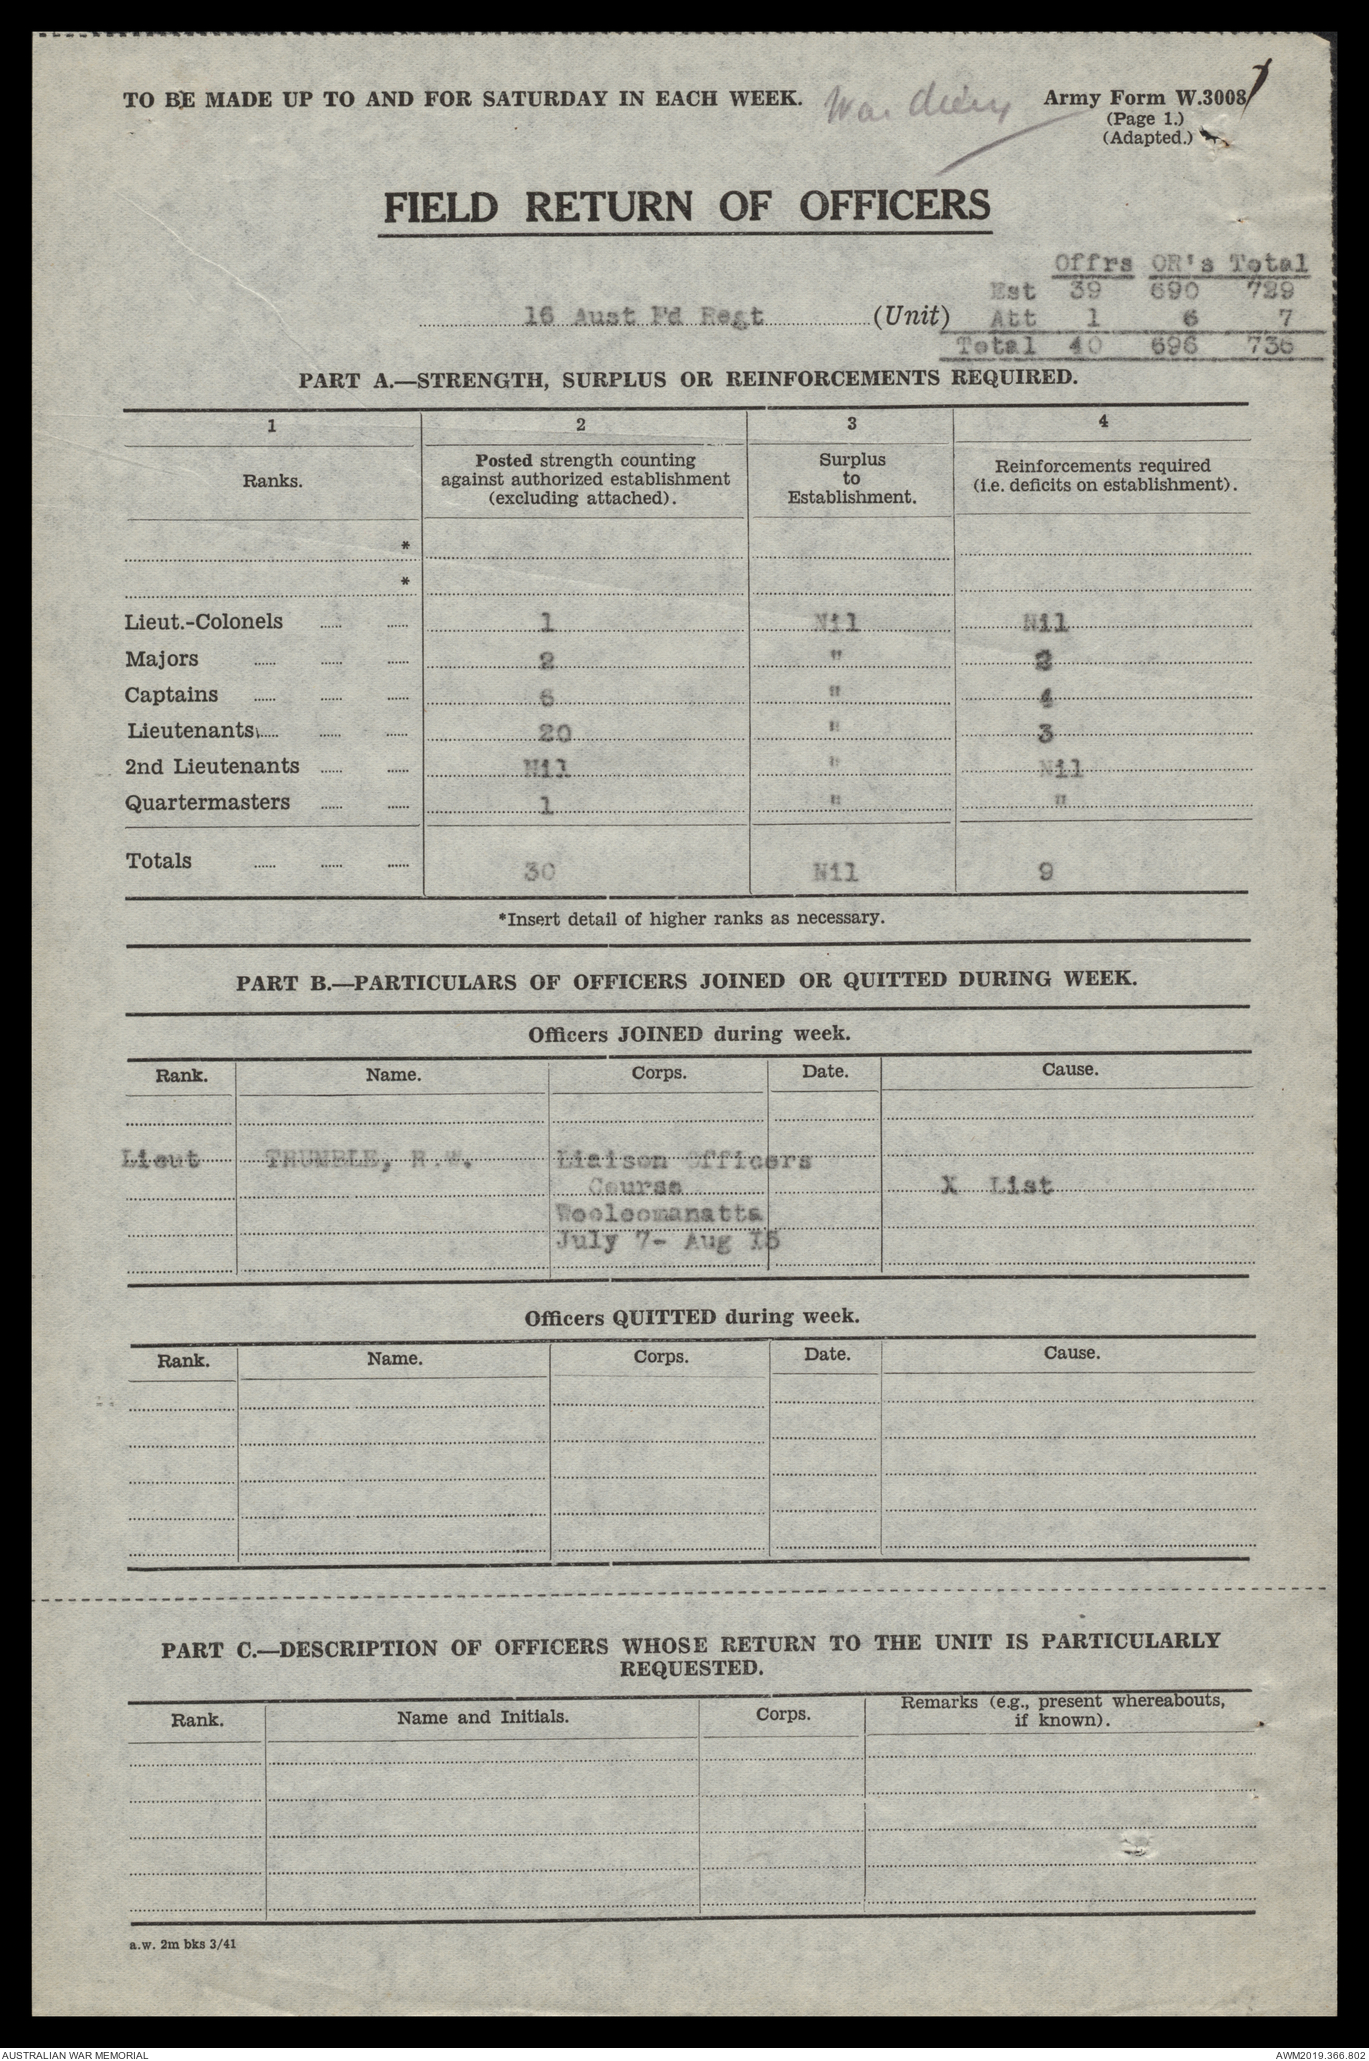 TO BE MADE UP TO AND FOR SATURDAY IN EACH WEEK.
War diary
Army Form W.3008
(Page 1.)
(Adapted.)
FIELD RETURN OF OFFICERS
Offrs OR's Total
Est 39 690 729
16 Aust Fd Regt (Unit) Att 1 6 7
Total 40 696 736
PART A.—STRENGTH, SURPLUS OR REINFORCEMENTS REQUIRED.
1 2 3 4
Ranks. Posted strength counting against authorized establishment (excluding attached). Surplus to Establishment. Reinforcements required (i.e. deficits on establishment).
*
*
Lieut.-Colonels 1 Nil Nil
Majors 2 " 2
Captains 6 " 4
Lieutenants 20 " 3
2nd Lieutenants Nil " Nil
Quartermasters 1 " "
Totals 30 Nil 9
*Insert detail of higher ranks as necessary.
PART B.—PARTICULARS OF OFFICERS JOINED OR QUITTED DURING WEEK.
Officers JOINED during week.
Rank. Name. Corps. Date. Cause.
Lieut TRUMBLE, R.W. Liaison Officers
Course X List
Wooloomanatta
July 7- Aug 15
Officers QUITTED during week.
Rank. Name. Corps. Date. Cause.
PART C.—DESCRIPTION OF OFFICERS WHOSE RETURN TO THE UNIT IS PARTICULARLY
REQUESTED.
Rank. Name and Initials. Corps. Remarks (e.g., present whereabouts, if known).
a.w. 2m bks 3/41
AUSTRALIAN WAR MEMORIAL
AWM2019.366.802